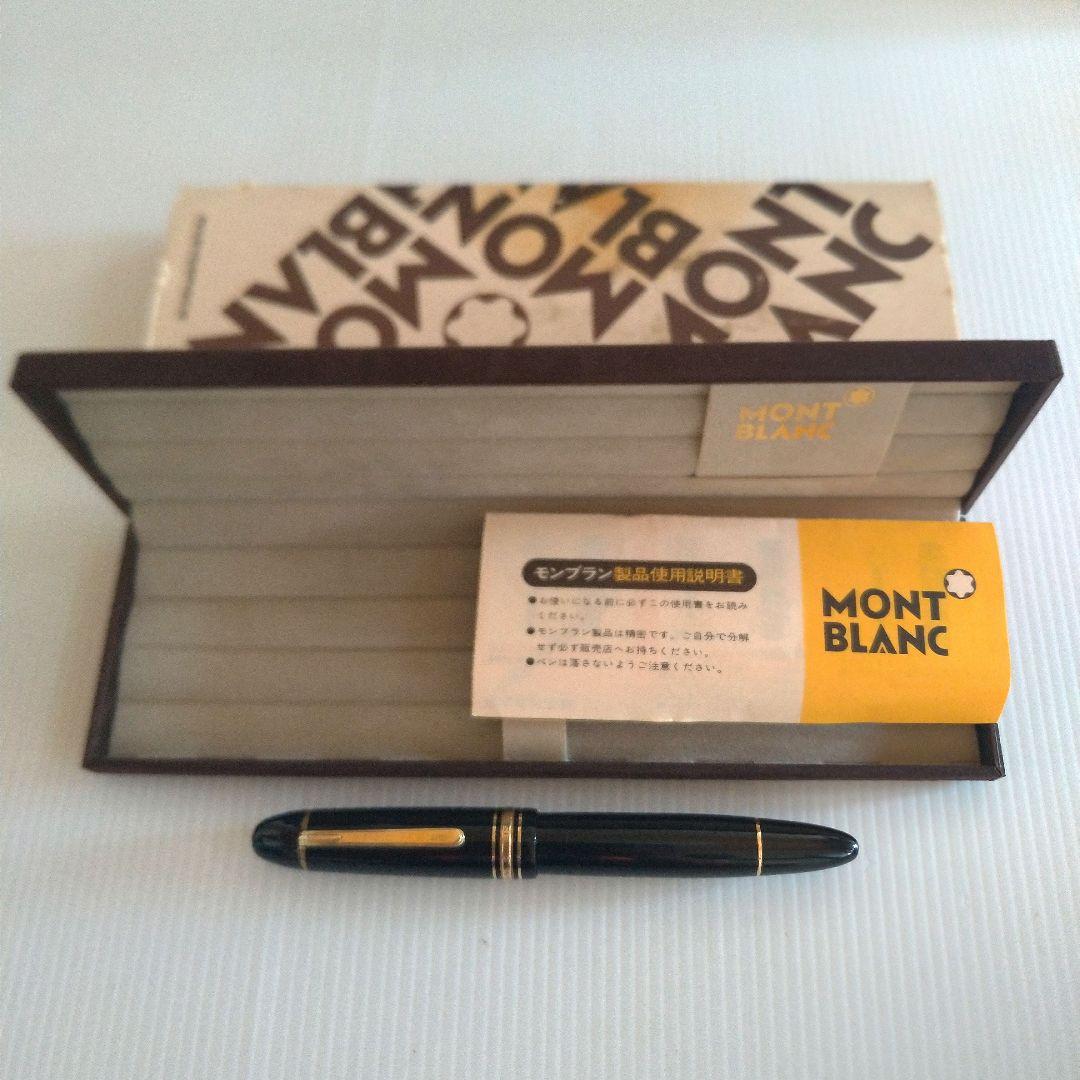 MONT
BLANC
モンブラン製品使用説明書
●お使いになる前に必ずこの使用書をお読み
ください。
●モンブラン製品は精密です。ご自分で分解
せず必ず販売店へお持ちください。
●ペンは落さないようご注意ください。
MONT
BLANC